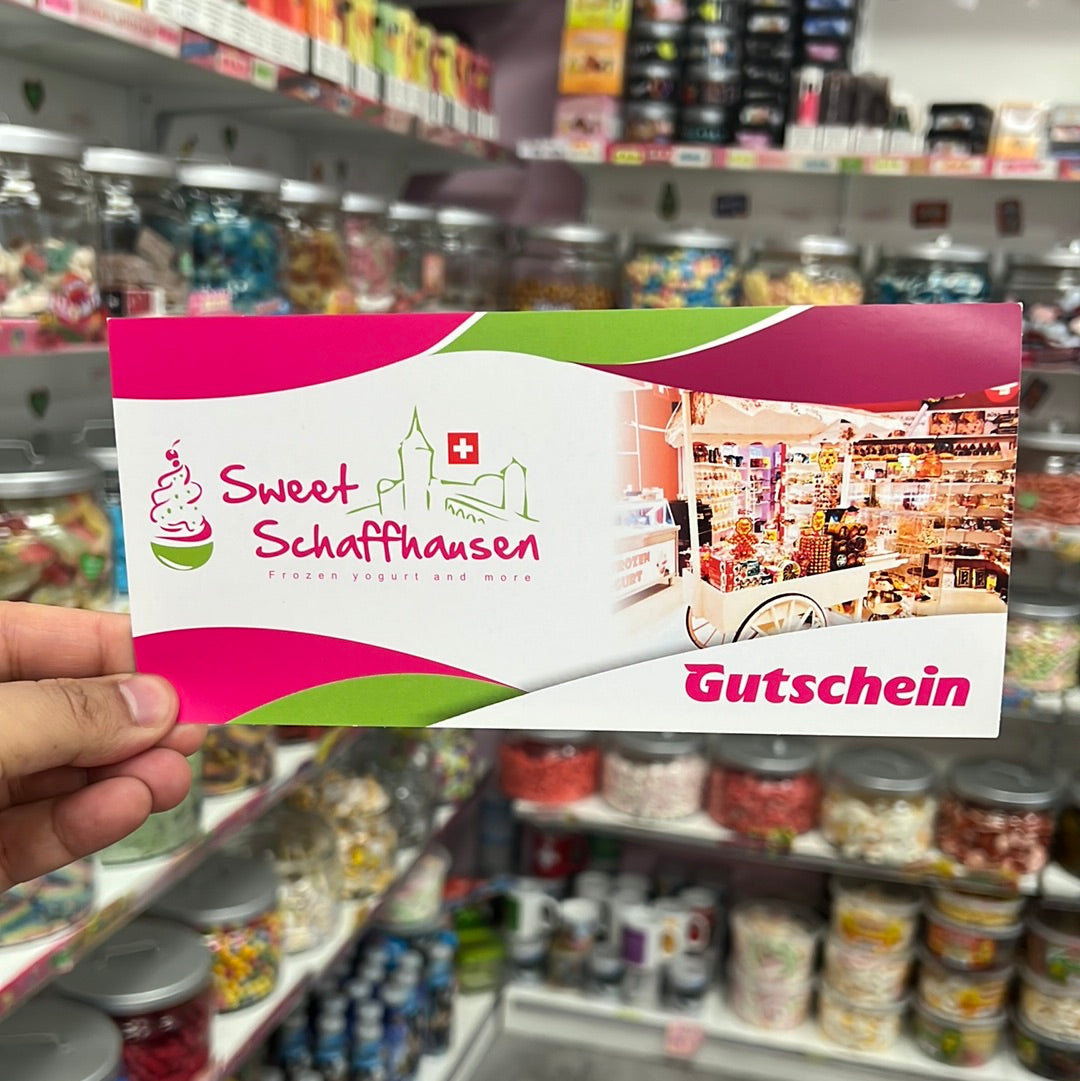 Sweet
Schaffhausen
Frozen yogurt and more
Gutschein